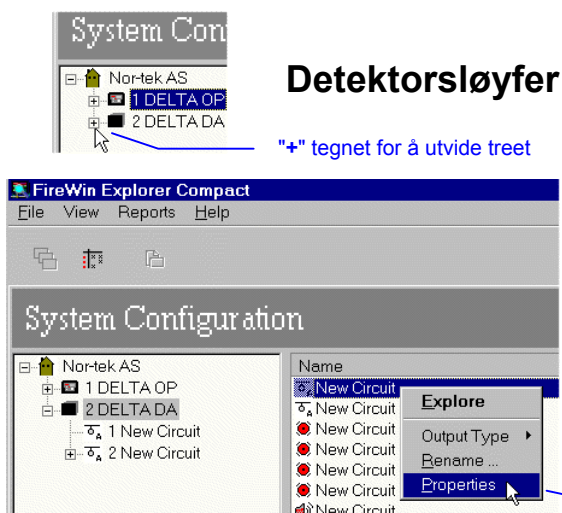 System Con
Nor-tek AS
1 DELTA OP
2 DELTA DA
Detektorsløyfer
"+" tegnet for å utvide treet
FireWin Explorer Compact
File View Reports Help
System Configuration
Nor-tek AS
1 DELTA OP
2 DELTA DA
1 New Circuit
2 New Circuit
Name
New Circuit
New Circuit
New Circuit
New Circuit
New Circuit
New Circuit
New Circuit
Explore
Output Type
Rename ...
Properties